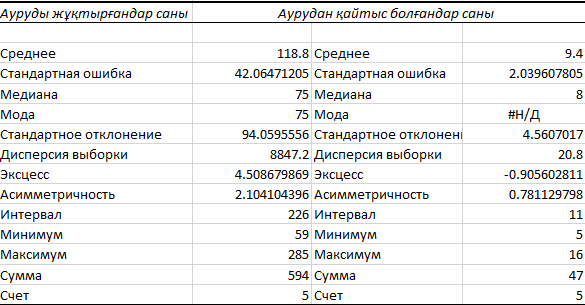 Ауруды жұқтырғандар саны Аурудан қайтыс болғандар саны
Среднее 118.8 Среднее 9.4
Стандартная ошибка 42.06471205 Стандартная ошибка 2.039607805
Медиана 75 Медиана 8
Мода 75 Мода #Н/Д
Стандартное отклонение 94.0595556 Стандартное отклонен 4.5607017
Дисперсия выборки 8847.2 Дисперсия выборки 20.8
Эксцесс 4.508679869 Эксцесс -0.905602811
Асимметричность 2.104104396 Асимметричность 0.781129798
Интервал 226 Интервал 11
Минимум 59 Минимум 5
Максимум 285 Максимум 16
Сумма 594 Сумма 47
Счет 5 Счет 5